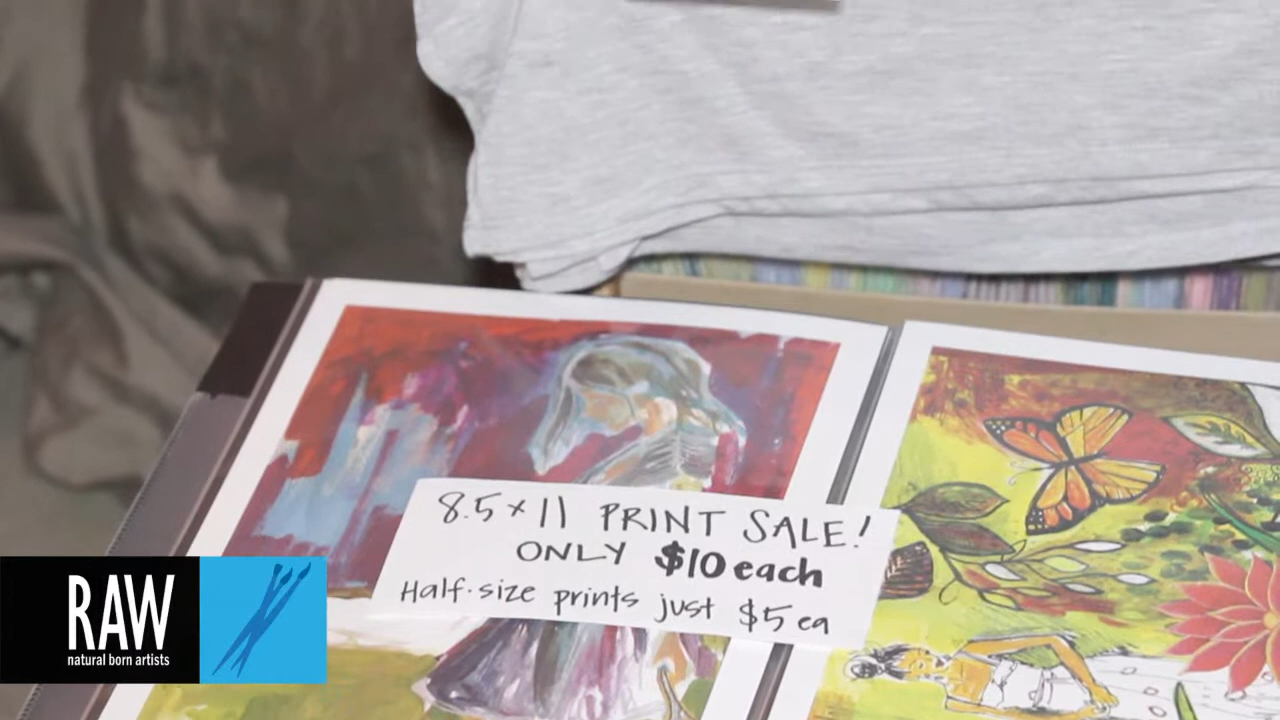 8.5 x 11 PRINT SALE!
ONLY $10 each
Half-size prints just $5 ea
RAW
natural born artists